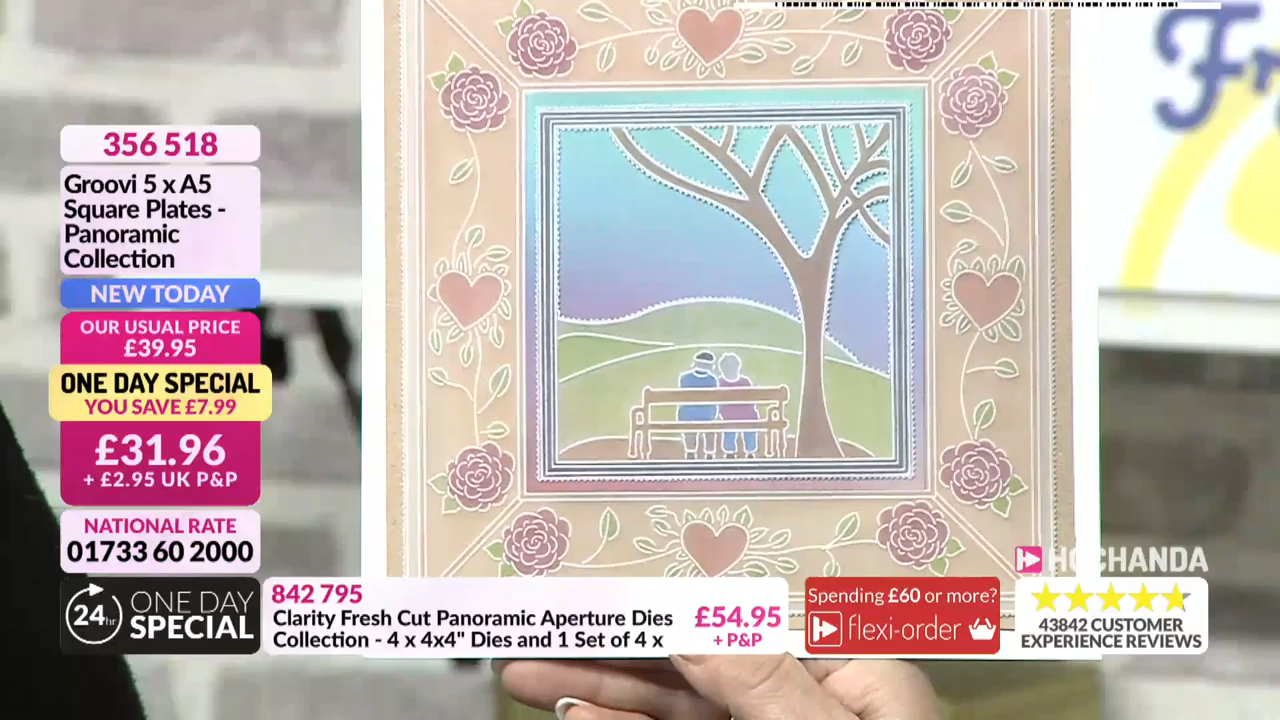 356 518
Groovi 5 x A5
Square Plates -
Panoramic
Collection
NEW TODAY
OUR USUAL PRICE
£39.95
ONE DAY SPECIAL
YOU SAVE £7.99
£31.96
+ £2.95 UK P&P
NATIONAL RATE
01733 60 2000
24hr
ONE DAY
SPECIAL
842 795
Clarity Fresh Cut Panoramic Aperture Dies
Collection - 4 x 4x4" Dies and 1 Set of 4 x
£54.95
+ P&P
Spending £60 or more?
flexi-order
HOCHANDA
43842 CUSTOMER
EXPERIENCE REVIEWS
Fr